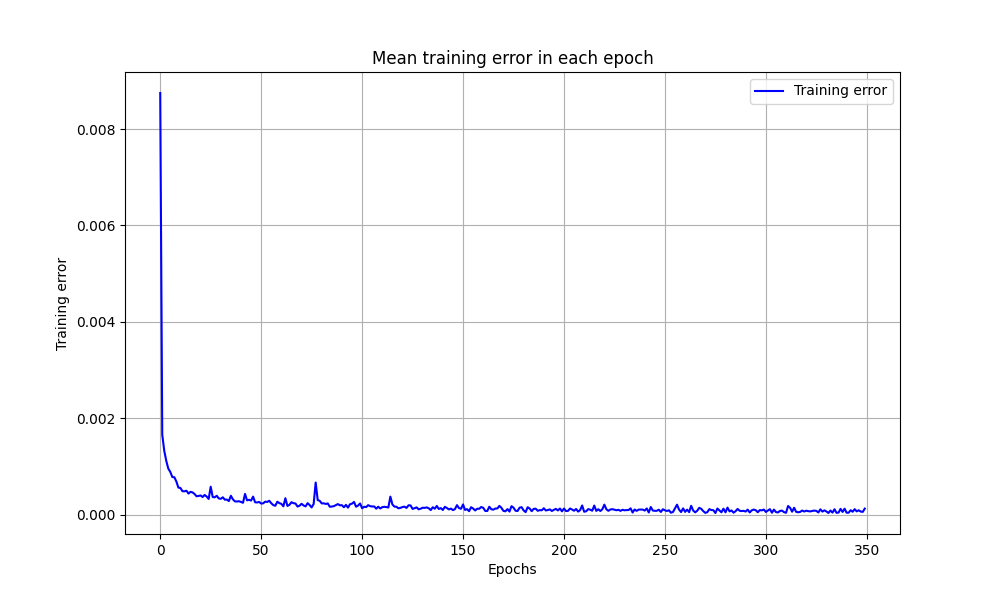 Mean training error in each epoch
Training error
0.008
0.006
0.004
0.002
0.000
Training error
0 50 100 150 200 250 300 350
Epochs